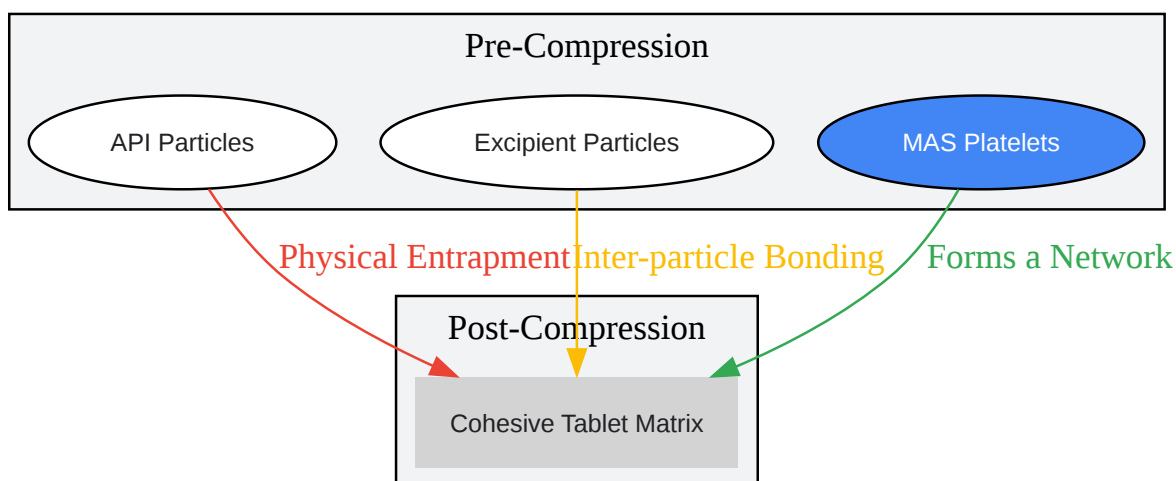 Pre-Compression
API Particles
Excipient Particles
MAS Platelets
Physical Entrapment
Inter-particle Bonding
Forms a Network
Post-Compression
Cohesive Tablet Matrix